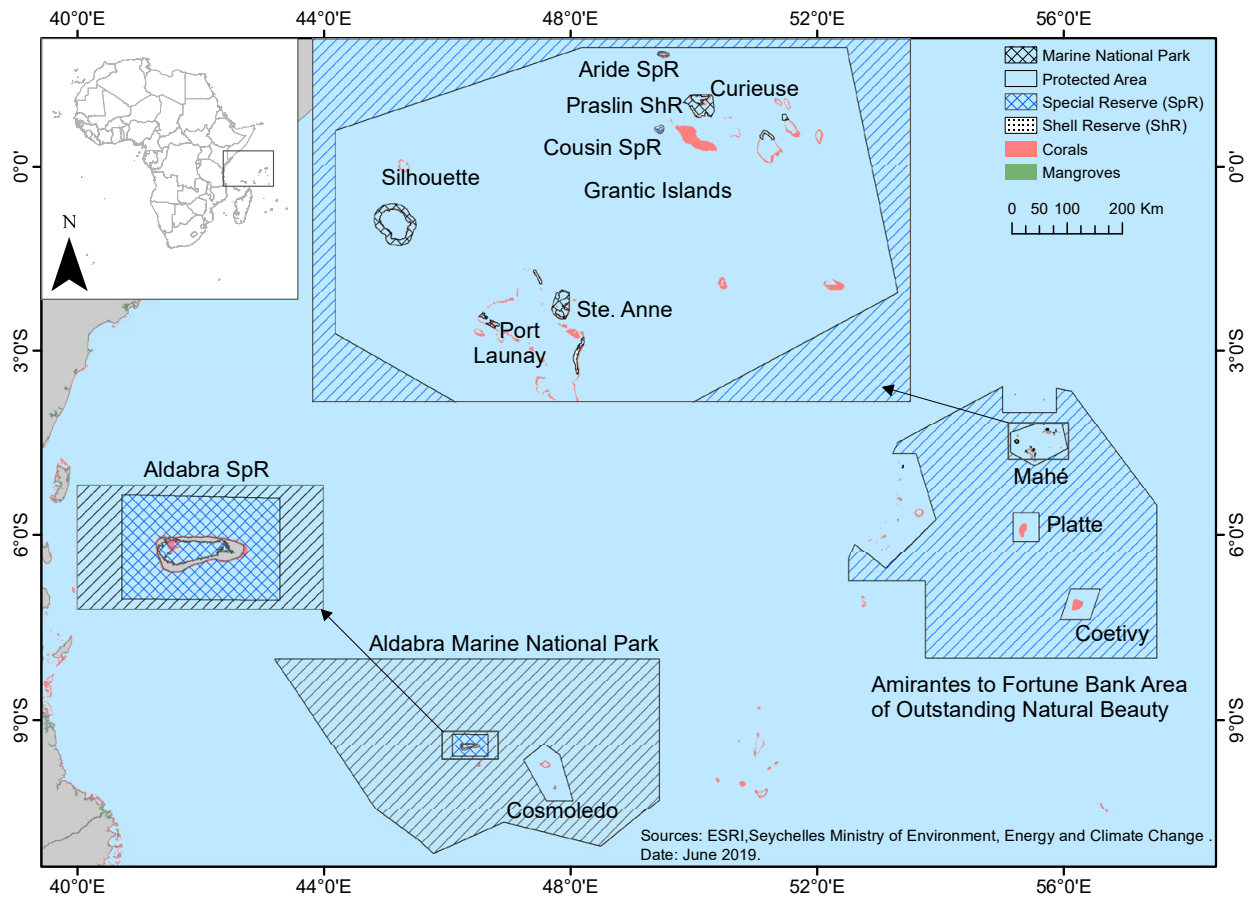 40°0'E 44°0'E 48°0'E 52°0'E 56°0'E
Marine National Park
Protected Area
Special Reserve (SpR)
Shell Reserve (ShR)
Corals
Mangroves
0 50 100 200 Km
N
Aride SpR
Curieuse
Praslin ShR
Cousin SpR
Silhouette
Grantic Islands
Ste. Anne
Port
Launay
0°0' 0°0'
3°0'S 3°0'S
6°0'S 6°0'S
9°0'S 9°0'S
Aldabra SpR
Mahé
Platte
Coetivy
Aldabra Marine National Park
Cosmoledo
Amirantes to Fortune Bank Area
of Outstanding Natural Beauty
Sources: ESRI,Seychelles Ministry of Environment, Energy and Climate Change .
Date: June 2019.
40°0'E 44°0'E 48°0'E 52°0'E 56°0'E